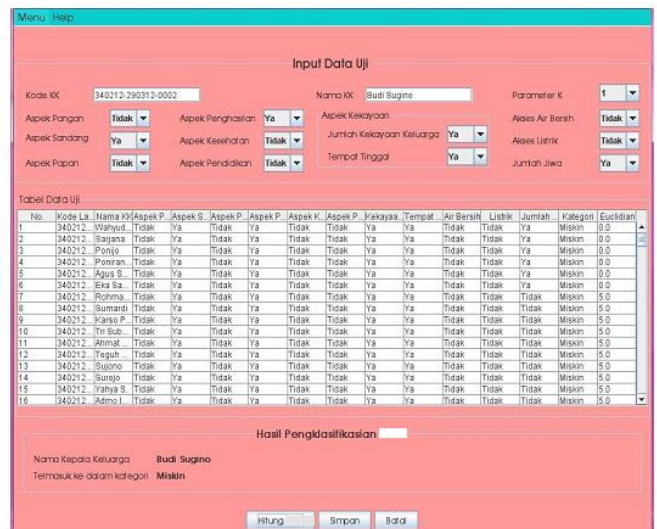 Menu Help
Input Data Uji
Kode KK 340212-290312-0002 Nama KK Budi Sugino Parameter K 1
Aspek Pangan Tidak Aspek Penghasilan Ya Aspek Kekayaan Akses Air Bersih Tidak
Aspek Sandang Ya Aspek Kesehatan Tidak Jumlah Kekayaan Keluarga Ya Akses Listrik Tidak
Aspek Papan Tidak Aspek Pendidikan Tidak Tempat Tinggal Ya Jumlah Jiwa Ya
Tabel Data Uji
No. Kode La... Nama KK Aspek P... Aspek S... Aspek P... Aspek P... Aspek K... Aspek P... Kekayaa... Tempat ... Air Bersih Listrik Jumlah ... Kategori Euclidian
1 340212... Wahyud... Tidak Ya Tidak Ya Tidak Tidak Ya Ya Tidak Tidak Ya Miskin 0.0
2 340212... Sarjana Tidak Ya Tidak Ya Tidak Tidak Ya Ya Tidak Tidak Ya Miskin 0.0
3 340212... Ponijo Tidak Ya Tidak Ya Tidak Tidak Ya Ya Tidak Tidak Ya Miskin 0.0
4 340212... Poniran... Tidak Ya Tidak Ya Tidak Tidak Ya Ya Tidak Tidak Ya Miskin 0.0
5 340212... Agus S... Tidak Ya Tidak Ya Tidak Tidak Ya Ya Tidak Tidak Ya Miskin 0.0
6 340212... Eka Sa... Tidak Ya Tidak Ya Tidak Tidak Ya Ya Tidak Tidak Ya Miskin 0.0
7 340212... Rohma... Tidak Ya Tidak Ya Tidak Tidak Ya Ya Tidak Tidak Tidak Miskin 5.0
8 340212... Sumardi Tidak Ya Tidak Ya Tidak Tidak Ya Ya Tidak Tidak Tidak Miskin 5.0
9 340212... Karso P... Tidak Ya Tidak Ya Tidak Tidak Ya Ya Tidak Tidak Tidak Miskin 5.0
10 340212... Tri Sub... Tidak Ya Tidak Ya Tidak Tidak Ya Ya Tidak Tidak Tidak Miskin 5.0
11 340212... Ahmat ... Tidak Ya Tidak Ya Tidak Tidak Ya Ya Tidak Tidak Tidak Miskin 5.0
12 340212... Teguh ... Tidak Ya Tidak Ya Tidak Tidak Ya Ya Tidak Tidak Tidak Miskin 5.0
13 340212... Sujono Tidak Ya Tidak Ya Tidak Tidak Ya Ya Tidak Tidak Tidak Miskin 5.0
14 340212... Surojo Tidak Ya Tidak Ya Tidak Tidak Ya Ya Tidak Tidak Tidak Miskin 5.0
15 340212... Yahya S. Tidak Ya Tidak Ya Tidak Tidak Ya Ya Tidak Tidak Tidak Miskin 5.0
16 340212... Admo I... Tidak Ya Tidak Ya Tidak Tidak Ya Ya Tidak Tidak Tidak Miskin 5.0
Hasil Pengklasifikasian
Nama Kepala Keluarga Budi Sugino
Termasuk ke dalam kategori Miskin
Hitung Simpan Batal